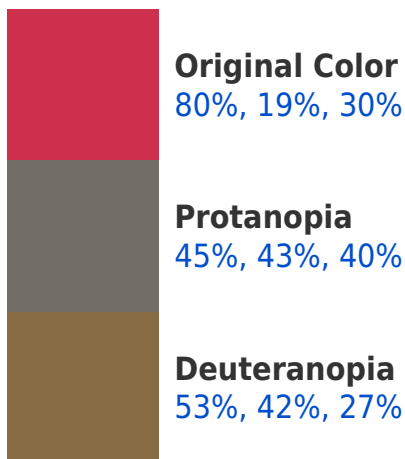 Original Color
80%, 19%, 30%
Protanopia
45%, 43%, 40%
Deuteranopia
53%, 42%, 27%